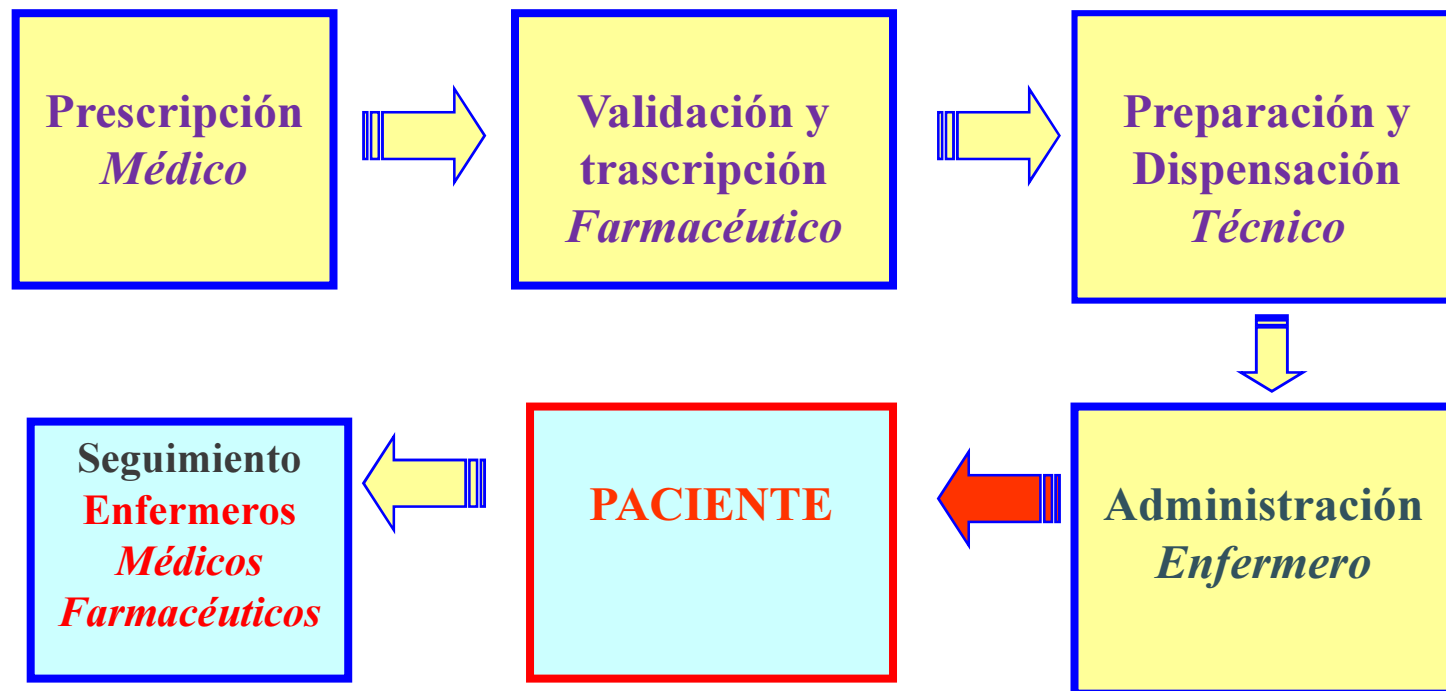 Prescripción
Médico
Validación y
trascripción
Farmacéutico
Preparación y
Dispensación
Técnico
Seguimiento
Enfermeros
Médicos
Farmacéuticos
PACIENTE
Administración
Enfermero